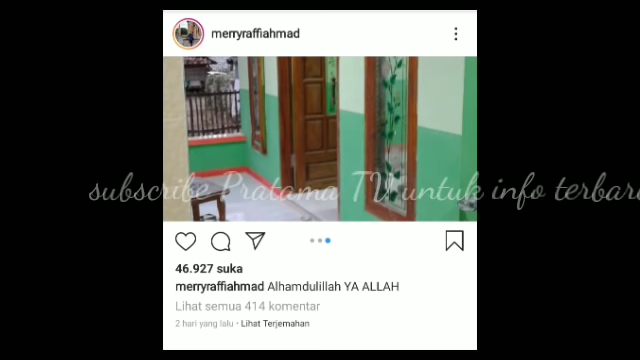 merryraffiahmad
subscribe Pratama TV untuk info terbaru
46.927 suka
merryraffiahmad Alhamdulillah YA ALLAH
Lihat semua 414 komentar
2 hari yang lalu • Lihat Terjemahan